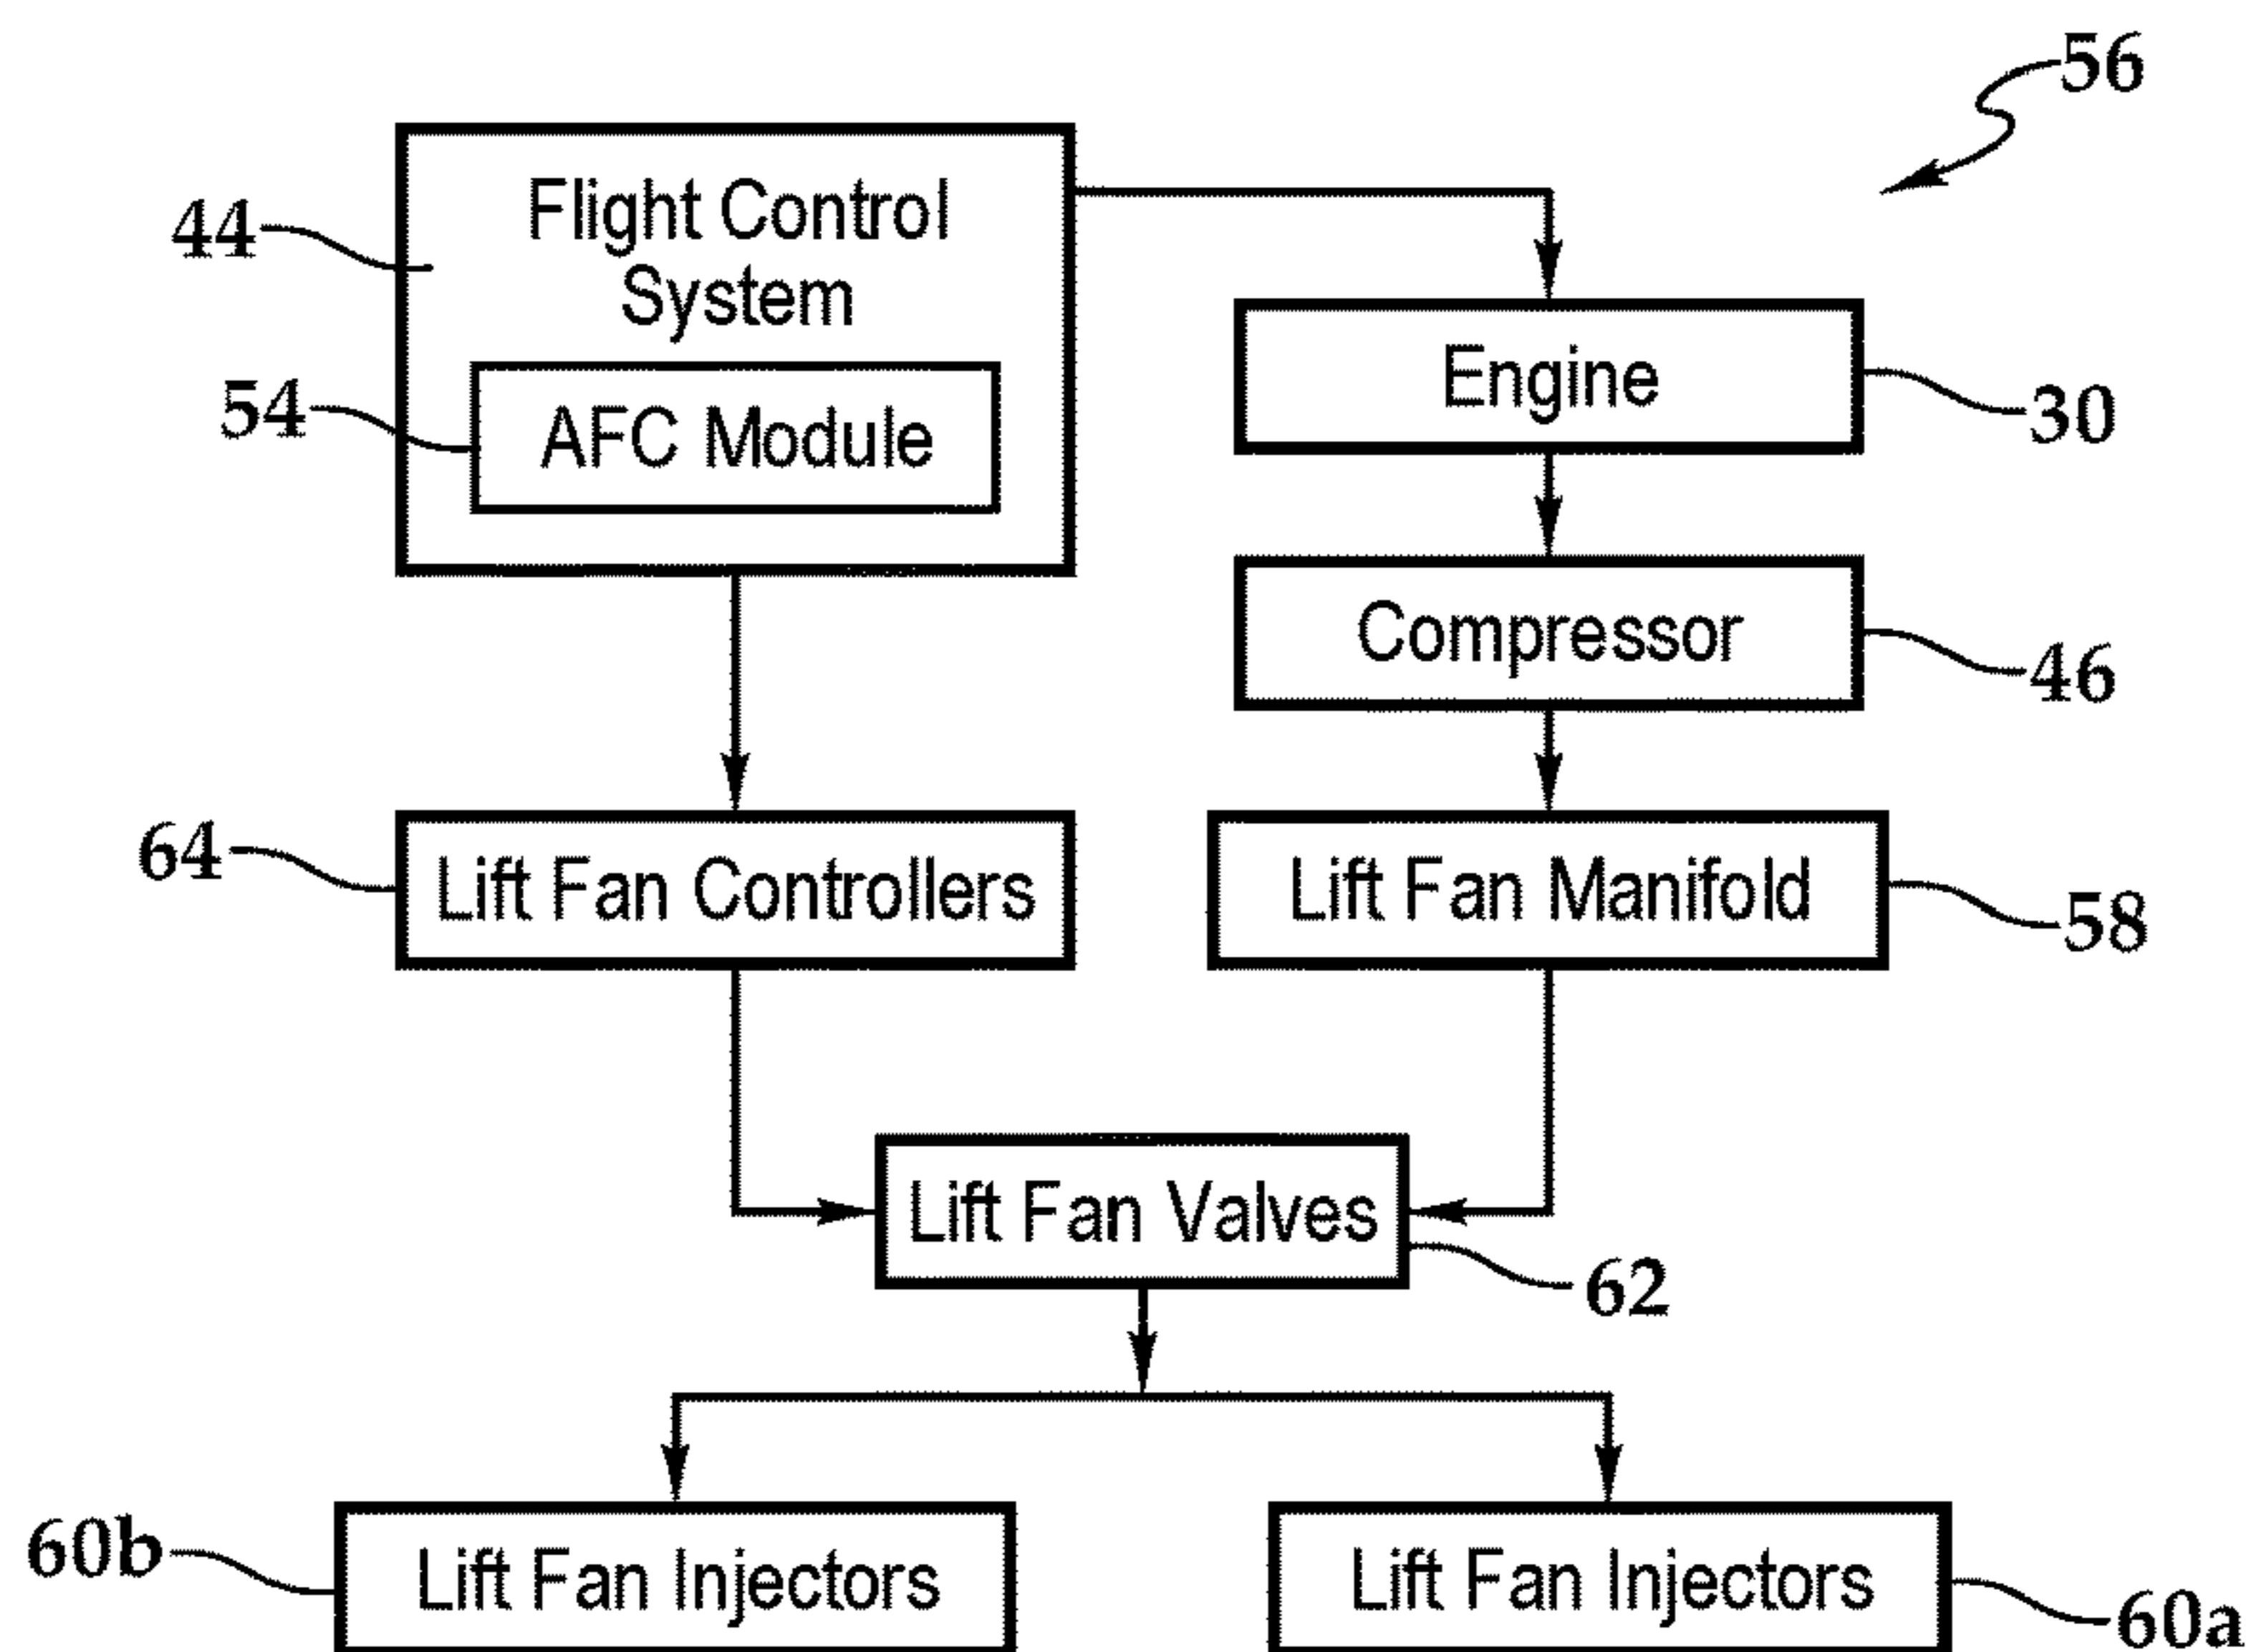 56
Flight Control
System
44
54
AFC Module
Engine
30
Compressor
46
64
Lift Fan Controllers
Lift Fan Manifold
58
Lift Fan Valves
62
60b
Lift Fan Injectors
Lift Fan Injectors
60a